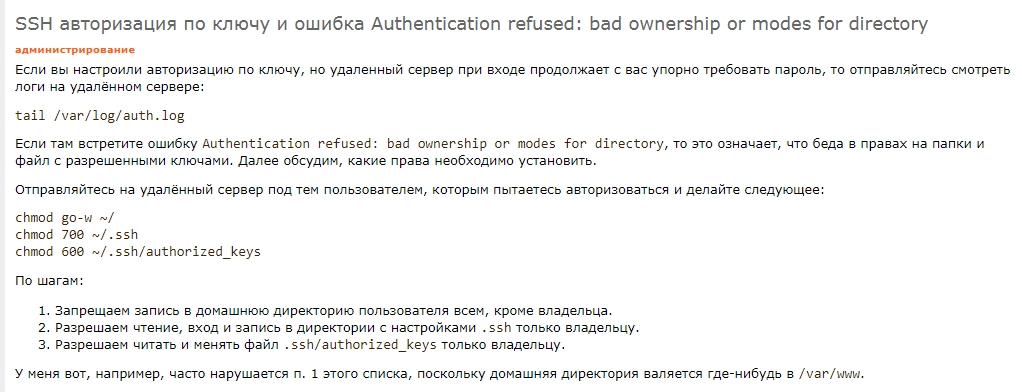 SSH авторизация по ключу и ошибка Authentication refused: bad ownership or modes for directory
администрирование
Если вы настроили авторизацию по ключу, но удаленный сервер при входе продолжает с вас упорно требовать пароль, то отправляйтесь смотреть
логи на удалённом сервере:
tail /var/log/auth.log
Если там встретите ошибку Authentication refused: bad ownership or modes for directory, то это означает, что беда в правах на папки и
файл с разрешенными ключами. Далее обсудим, какие права необходимо установить.
Отправляйтесь на удалённый сервер под тем пользователем, которым пытаетесь авторизоваться и делайте следующее:
chmod go-w ~/
chmod 700 ~/.ssh
chmod 600 ~/.ssh/authorized_keys
По шагам:
1. Запрещаем запись в домашнюю директорию пользователя всем, кроме владельца.
2. Разрешаем чтение, вход и запись в директории с настройками .ssh только владельцу.
3. Разрешаем читать и менять файл .ssh/authorized_keys только владельцу.
У меня вот, например, часто нарушается п. 1 этого списка, поскольку домашняя директория валяется где-нибудь в /var/www.